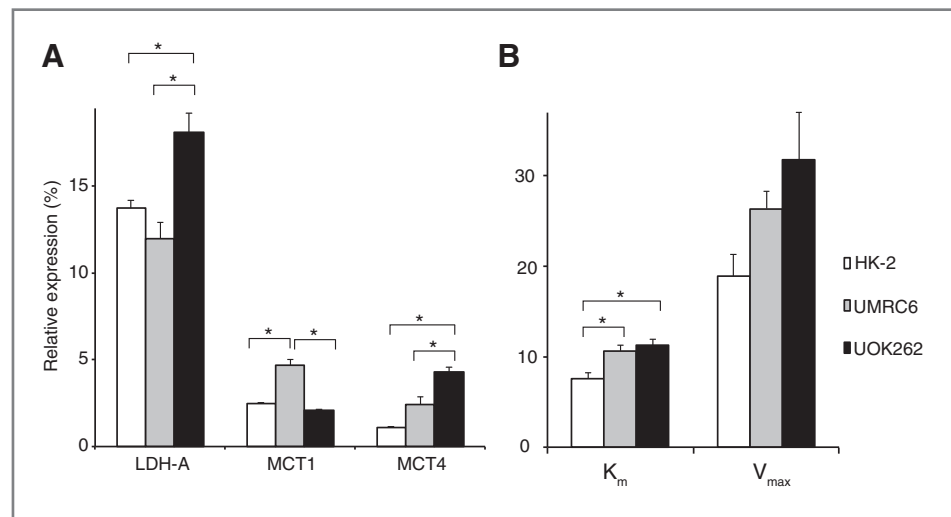 A
B
*
*
*
*
*
*
*
*
Relative expression (%)
15
10
5
0
LDH-A
MCT1
MCT4
30
20
10
0
Km
Vmax
HK-2
UMRC6
UOK262